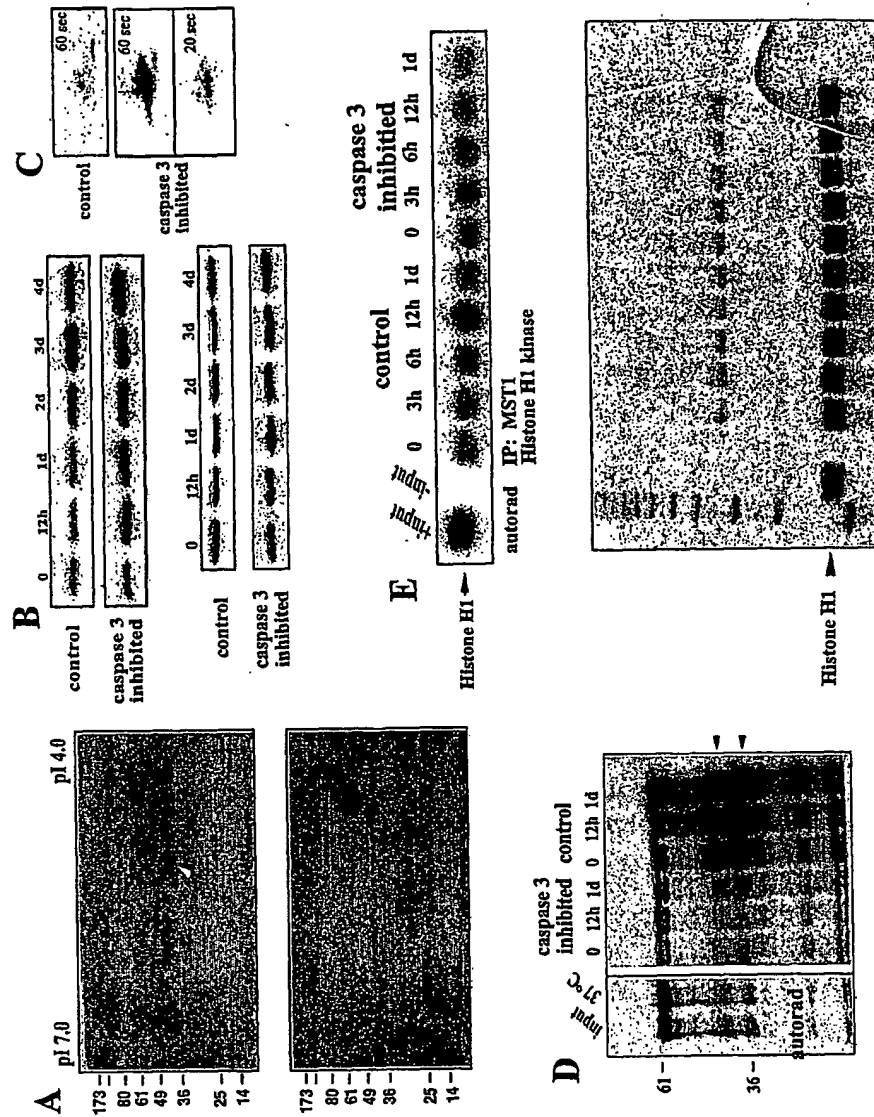 A
pI 7.0 pI 4.0
173
80
61
49
36
25
14
173
80
61
49
36
25
14
B
0 12h 1d 2d 3d 4d
control
caspase 3
inhibited
0 12h 1d 2d 3d 4d
control
caspase 3
inhibited
C
control
60 sec
caspase 3
inhibited
60 sec
20 sec
D
caspase 3
inhibited control
Input 37°C 0 12h 1d 0 12h 1d
61
36
autorad
E
control caspase 3
inhibitied
+input -input 0 3h 6h 12h 1d 0 3h 6h 12h 1d
Histone H1
autorad IP: MST1
Histone H1 kinase
Histone H1